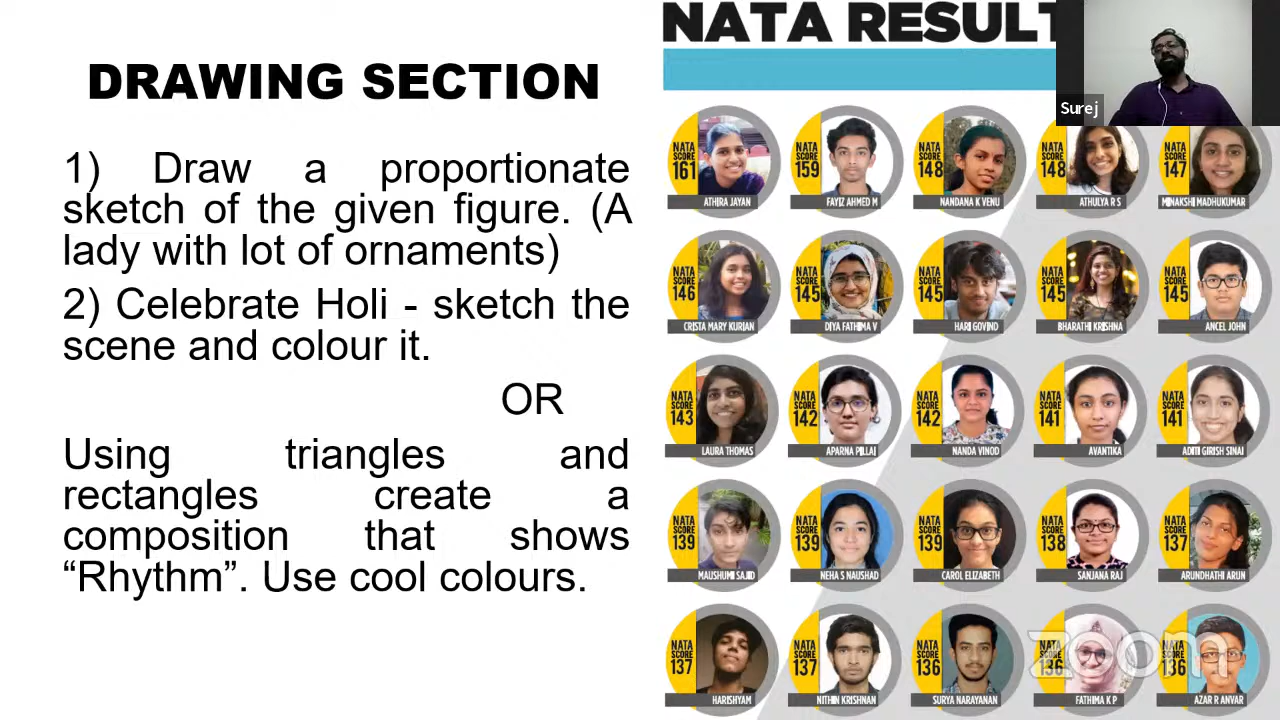 DRAWING SECTION
1) Draw a proportionate
sketch of the given figure. (A
lady with lot of ornaments)
2) Celebrate Holi - sketch the
scene and colour it.
OR
Using triangles and
rectangles create a
composition that shows
“Rhythm”. Use cool colours.
NATA RESULT
Surej
NATA
SCORE
161
ATHIRA JAYAN
NATA
SCORE
159
FAYIZ AHMED M
NATA
SCORE
148
NANDANA K VENU
NATA
SCORE
148
ATHULYA R S
NATA
SCORE
147
MINAKSHI MADHUKUMAR
NATA
SCORE
146
CRISTA MARY KURIAN
NATA
SCORE
145
DIYA FATHIMA V
NATA
SCORE
145
HARI GOVIND
NATA
SCORE
145
BHARATHI KRISHNA
NATA
SCORE
145
ANCEL JOHN
NATA
SCORE
143
LAURA THOMAS
NATA
SCORE
142
APARNA PILLAI
NATA
SCORE
142
NANDA VINOD
NATA
SCORE
141
AVANTIKA
NATA
SCORE
141
ADITI GIRISH SINAI
NATA
SCORE
139
MAUSHUMI SAJID
NATA
SCORE
139
NEHA S NAUSHAD
NATA
SCORE
139
CAROL ELIZABETH
NATA
SCORE
138
SANJANA RAJ
NATA
SCORE
137
ARUNDHATHI ARUN
NATA
SCORE
137
HARISHYAM
NATA
SCORE
137
NITHIN KRISHNAN
NATA
SCORE
136
SURYA NARAYANAN
NATA
SCORE
136
FATHIMA K P
NATA
SCORE
136
AZAR R ANVAR
zoom